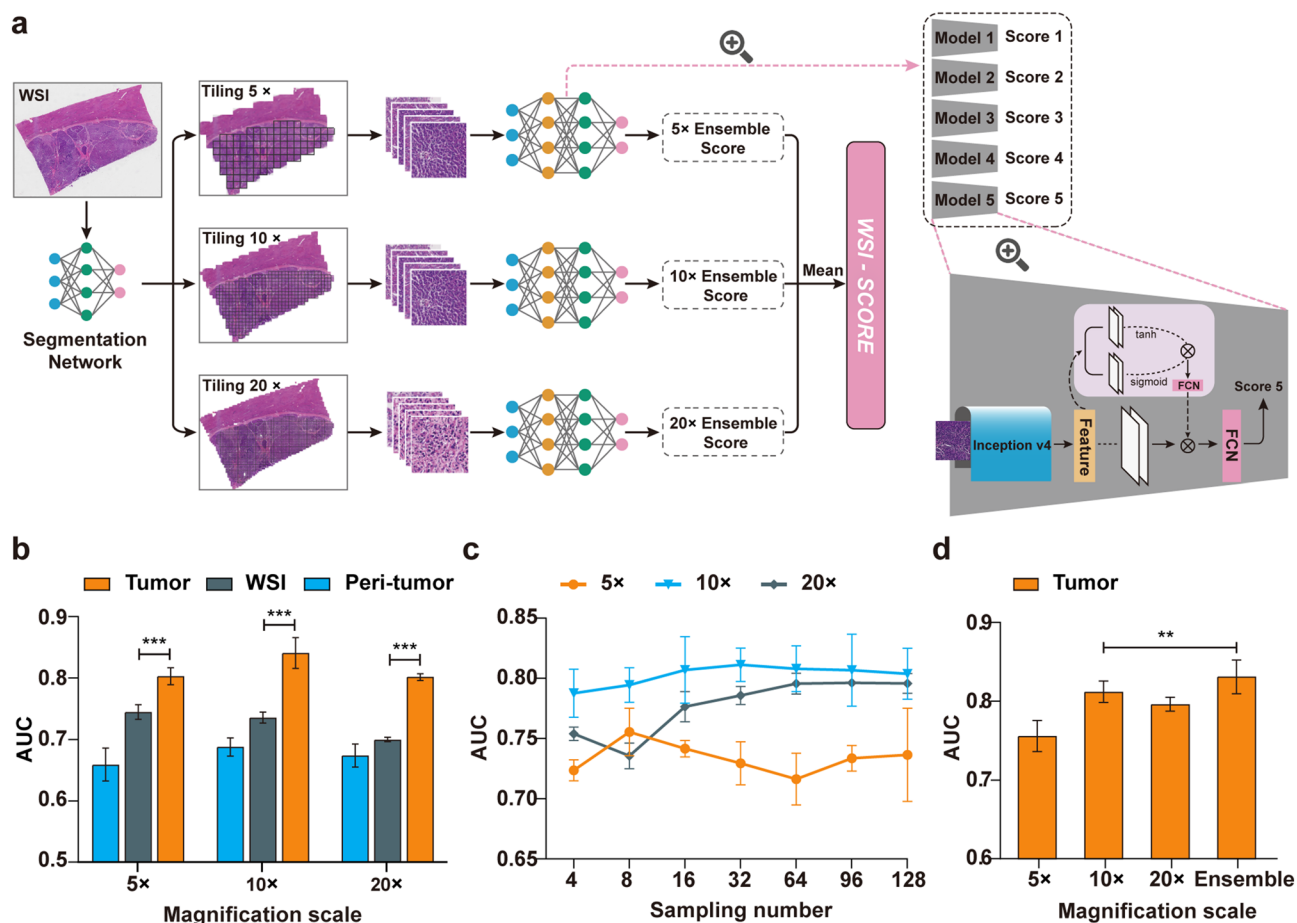 a
WSI
Segmentation
Network
Tiling 5 ×
Tiling 10 ×
Tiling 20 ×
5× Ensemble
Score
10× Ensemble
Score
20× Ensemble
Score
Mean
WSI - SCORE
Model 1 Score 1
Model 2 Score 2
Model 3 Score 3
Model 4 Score 4
Model 5 Score 5
tanh
sigmoid
FCN
Score 5
Inception v4
Feature
FCN
b
Tumor WSI Peri-tumor
AUC
0.9
0.8
0.7
0.6
0.5
***
***
***
5× 10× 20×
Magnification scale
c
5× 10× 20×
AUC
0.85
0.80
0.75
0.70
0.65
4 8 16 32 64 96 128
Sampling number
d
Tumor
AUC
0.9
0.8
0.7
0.6
**
5× 10× 20× Ensemble
Magnification scale